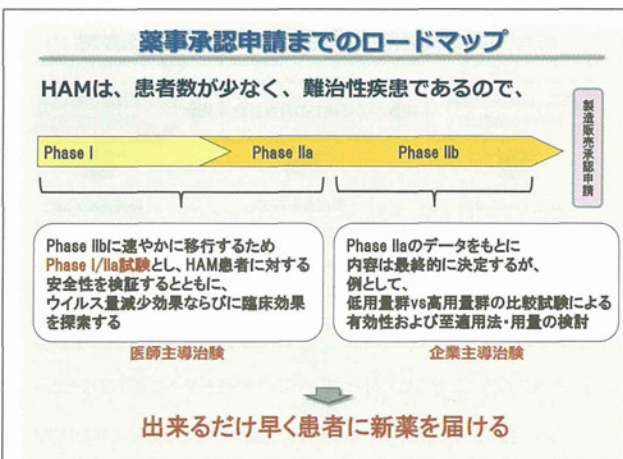 薬事承認申請までのロードマップ
HAMは、患者数が少なく、難治性疾患であるので、
Phase I
Phase IIa
Phase IIb
製造販売承認申請
Phase IIbに速やかに移行するため
Phase I/IIa試験とし、HAM患者に対する
安全性を検証するとともに、
ウイルス量減少効果ならびに臨床効果
を探索する
医師主導治験
Phase IIaのデータをもとに
内容は最終的に決定するが、
例として、
低用量群vs高用量群の比較試験による
有効性および至適用法・用量の検討
企業主導治験
出来るだけ早く患者に新薬を届ける